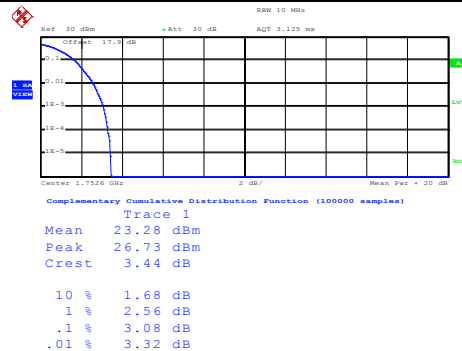 RBW 10 MHz
Ref 30 dBm Att 30 dB AQT 3.125 ms
Offset 17.9 dB
0.1
A
0.01
1 SA
VIEW
1E-3
1E-4
1E-5
Center 1.7526 GHz 2 dB/ Mean Pwr + 20 dB
Complementary Cumulative Distribution Function (100000 samples)
Trace 1
Mean 23.28 dBm
Peak 26.73 dBm
Crest 3.44 dB
10 % 1.68 dB
1 % 2.56 dB
.1 % 3.08 dB
.01 % 3.32 dB